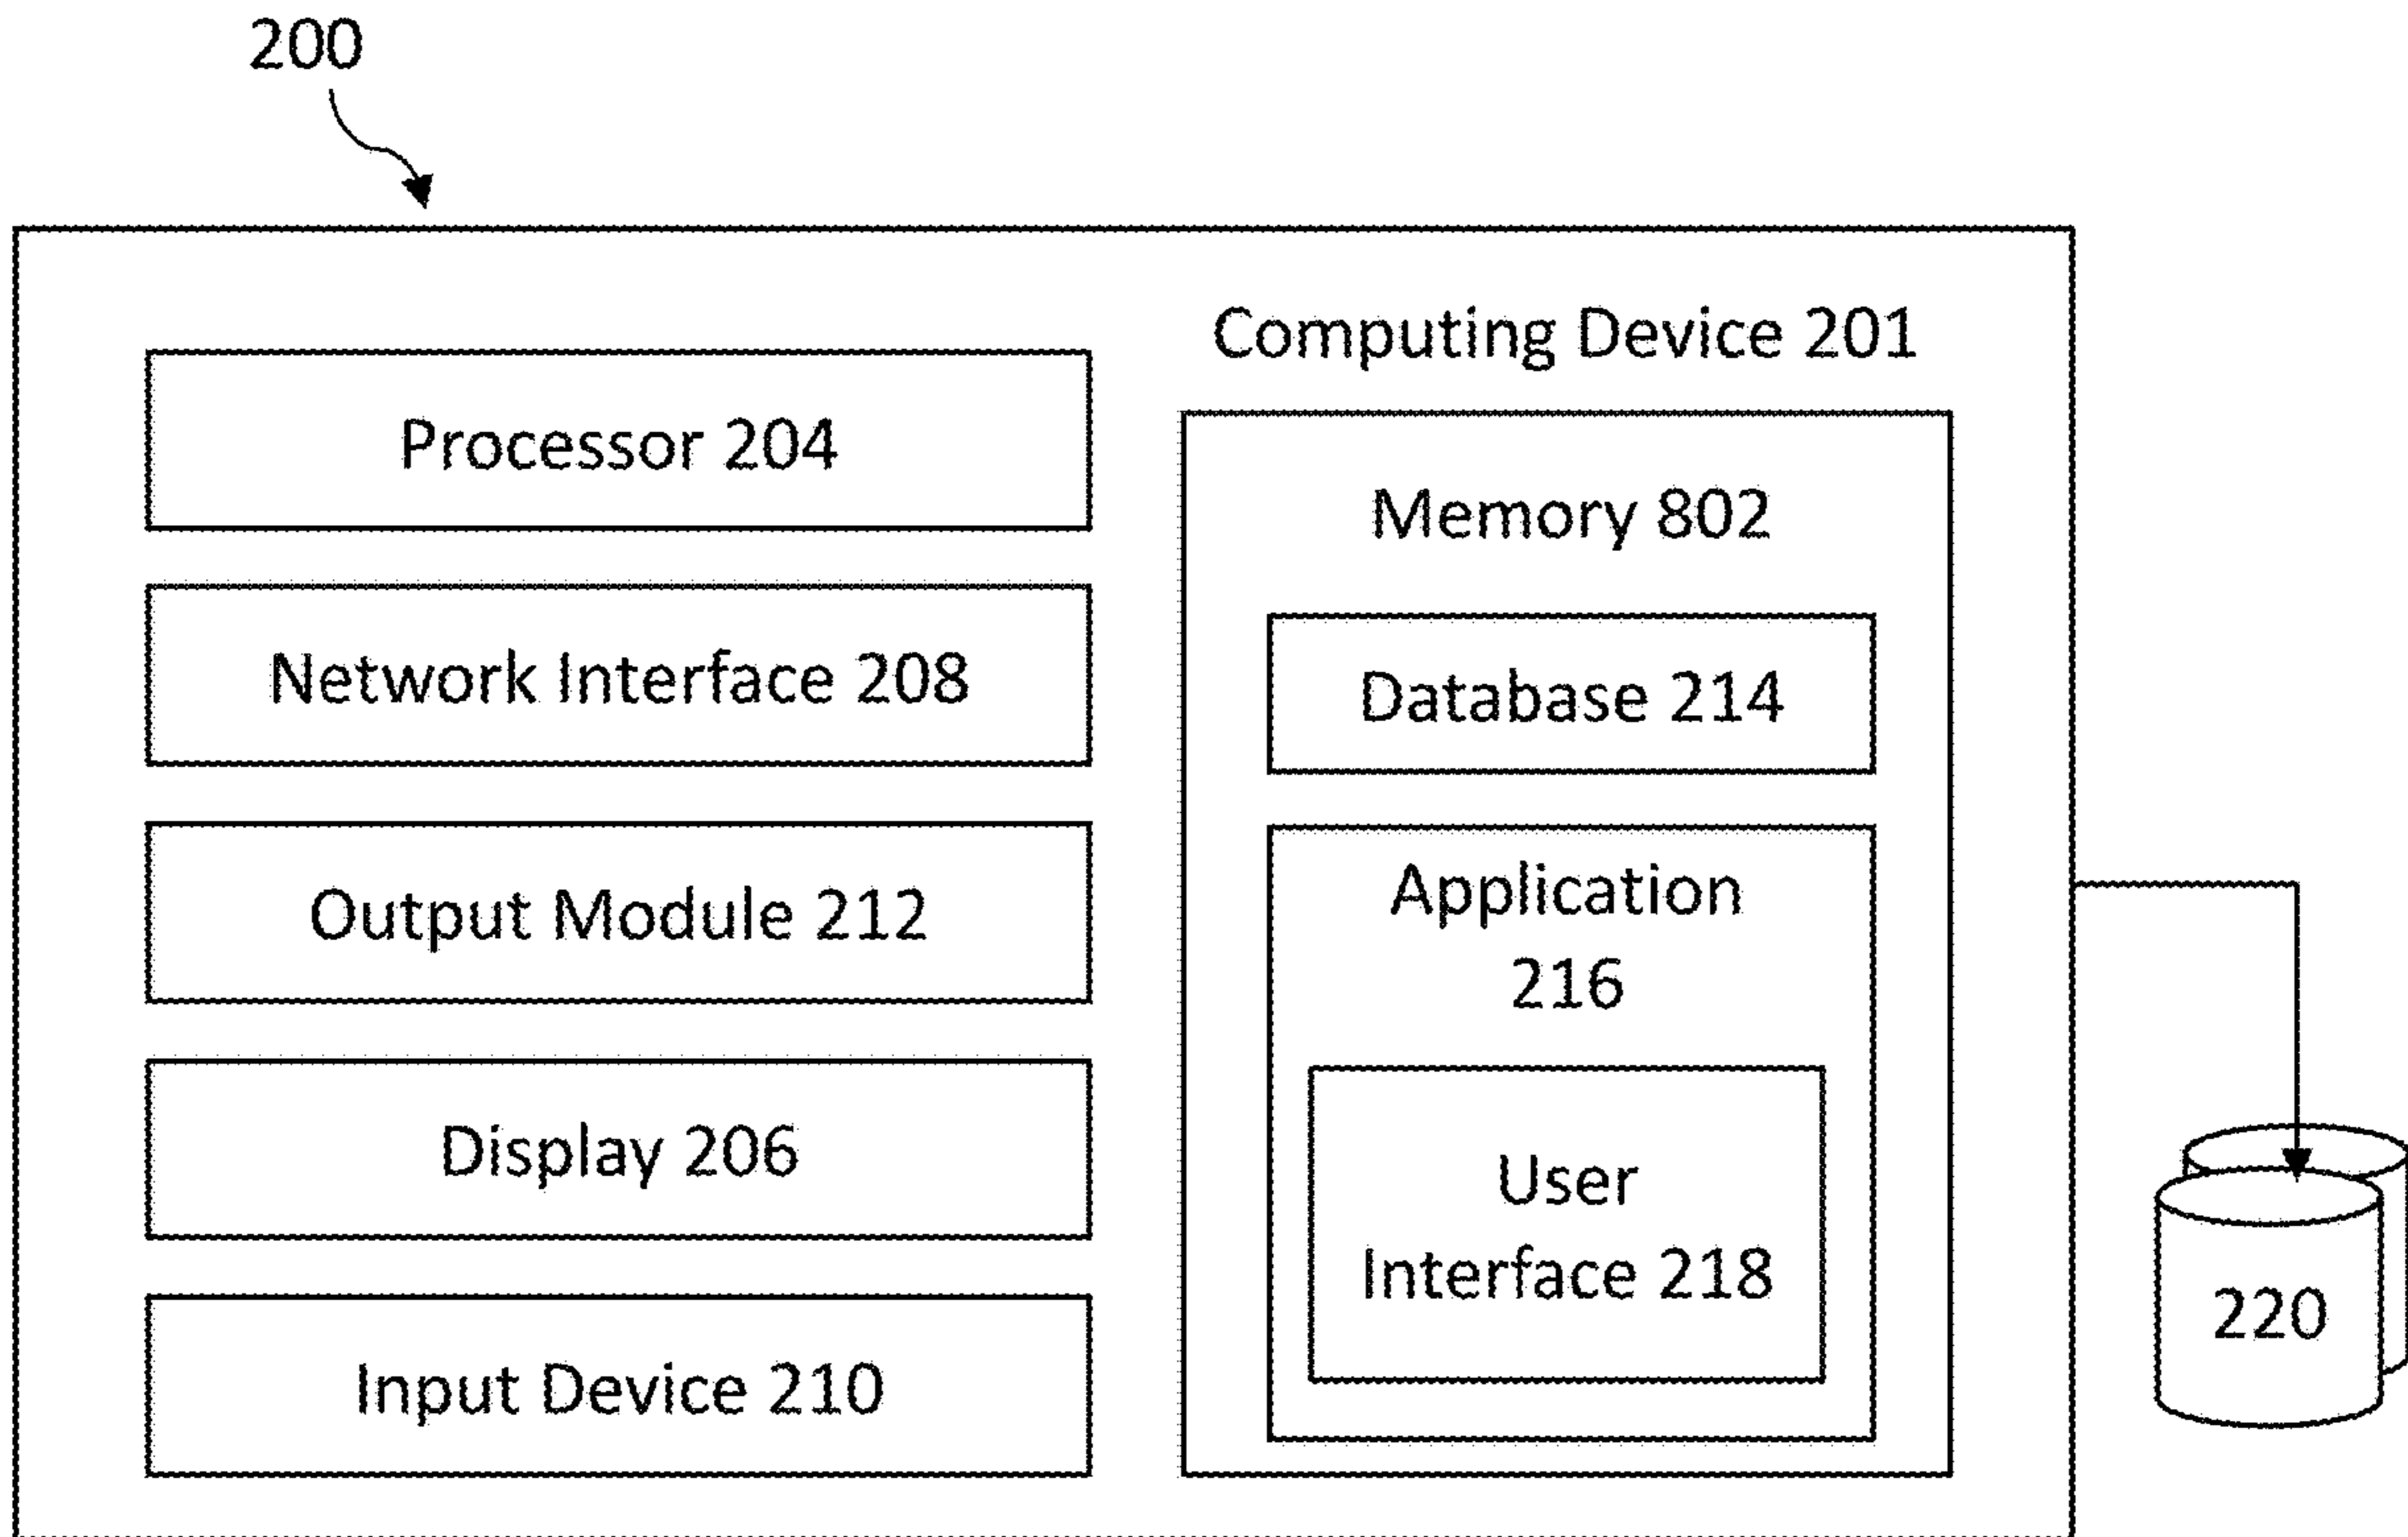 200
Computing Device 201
Processor 204
Network Interface 208
Output Module 212
Display 206
Input Device 210
Memory 802
Database 214
Application
216
User
Interface 218
220